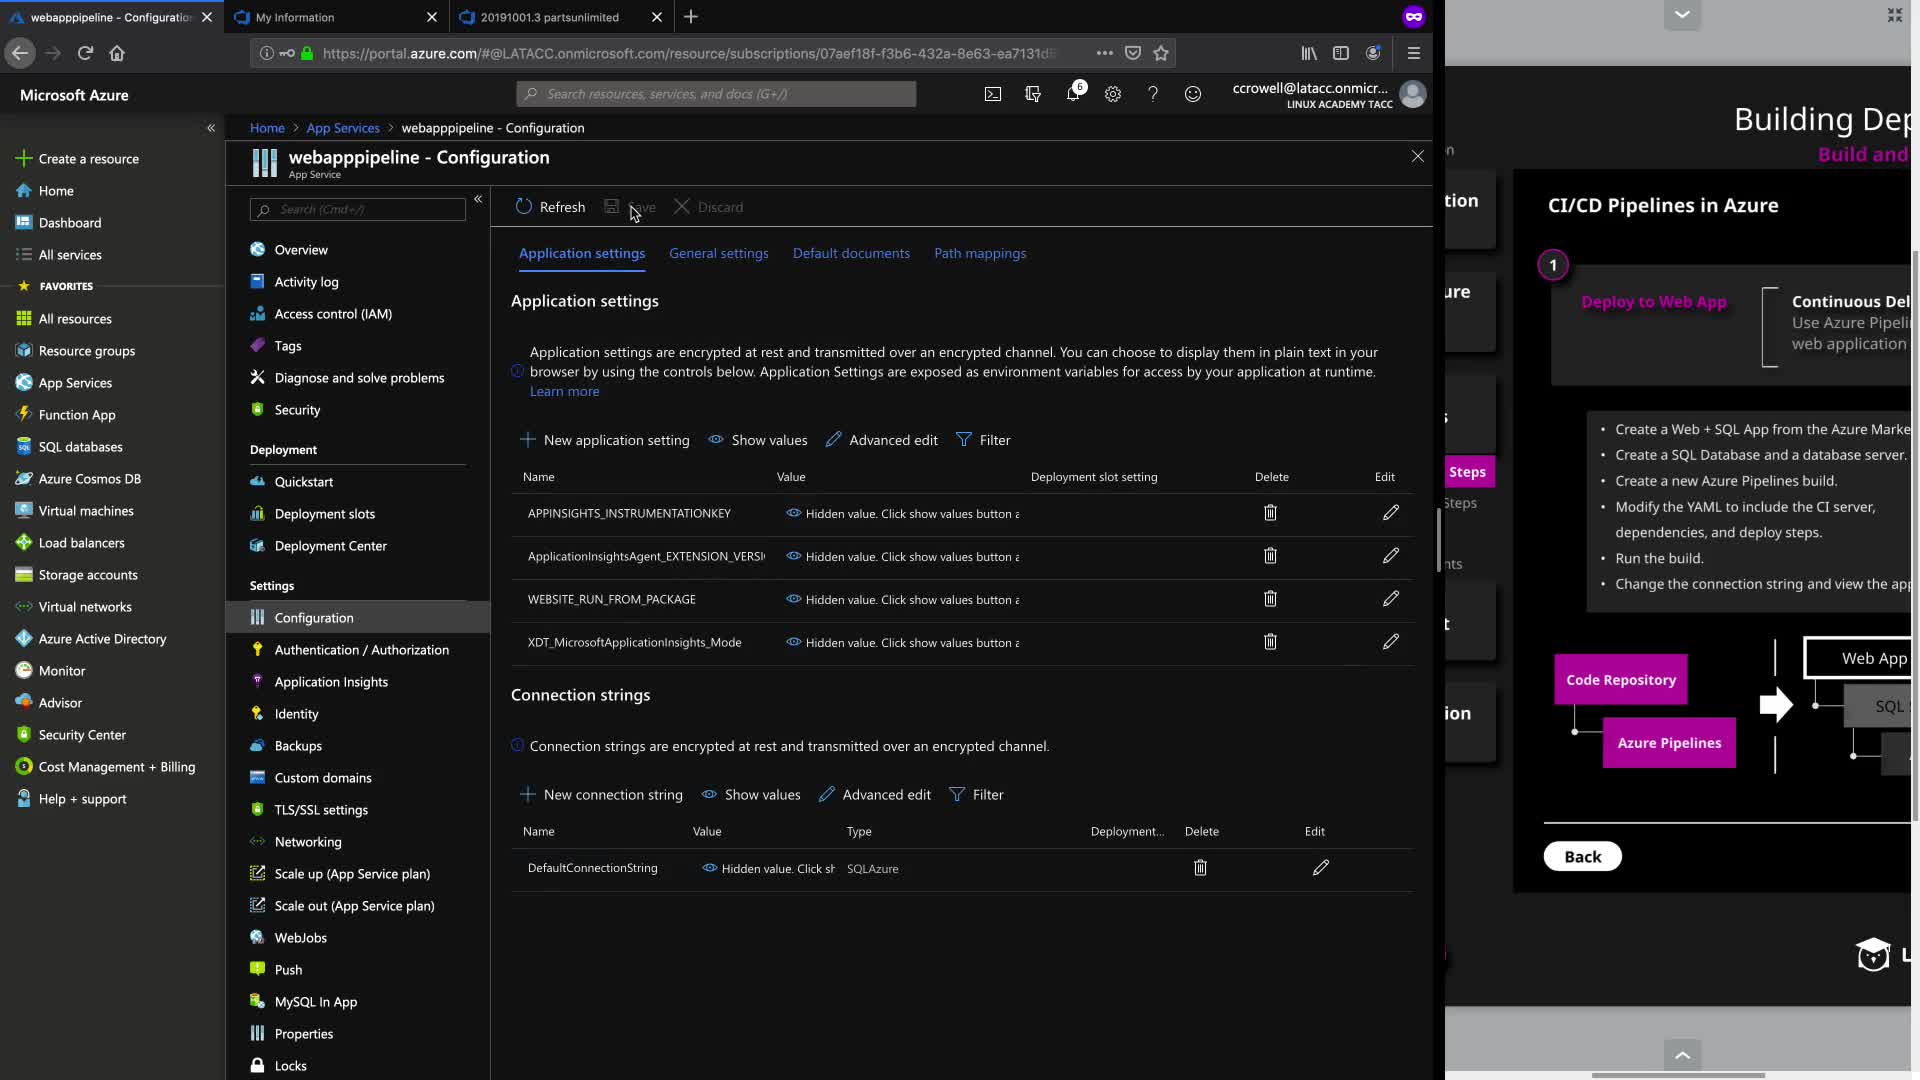 webapppipeline - Configuration
My Information
20191001.3 partsunlimited
https://portal.azure.com/#@LATACC.onmicrosoft.com/resource/subscriptions/07aef18f-f3b6-432a-8e63-ea7131d
Microsoft Azure
Search resources, services, and docs (G+/)
6
ccrowell@latacc.onmicr...
LINUX ACADEMY TACC
Create a resource
Home
Dashboard
All services
FAVORITES
All resources
Resource groups
App Services
Function App
SQL databases
Azure Cosmos DB
Virtual machines
Load balancers
Storage accounts
Virtual networks
Azure Active Directory
Monitor
Advisor
Security Center
Cost Management + Billing
Help + support
Home > App Services > webapppipeline - Configuration
webapppipeline - Configuration
App Service
Search (Cmd+/)
Overview
Activity log
Access control (IAM)
Tags
Diagnose and solve problems
Security
Deployment
Quickstart
Deployment slots
Deployment Center
Settings
Configuration
Authentication / Authorization
Application Insights
Identity
Backups
Custom domains
TLS/SSL settings
Networking
Scale up (App Service plan)
Scale out (App Service plan)
WebJobs
Push
MySQL In App
Properties
Locks
Refresh Save Discard
Application settings General settings Default documents Path mappings
Application settings
Application settings are encrypted at rest and transmitted over an encrypted channel. You can choose to display them in plain text in your
browser by using the controls below. Application Settings are exposed as environment variables for access by your application at runtime.
Learn more
New application setting Show values Advanced edit Filter
Name Value Deployment slot setting Delete Edit
APPINSIGHTS_INSTRUMENTATIONKEY Hidden value. Click show values button a
ApplicationInsightsAgent_EXTENSION_VERSI Hidden value. Click show values button a
WEBSITE_RUN_FROM_PACKAGE Hidden value. Click show values button a
XDT_MicrosoftApplicationInsights_Mode Hidden value. Click show values button a
Connection strings
Connection strings are encrypted at rest and transmitted over an encrypted channel.
New connection string Show values Advanced edit Filter
Name Value Type Deployment... Delete Edit
DefaultConnectionString Hidden value. Click sh SQLAzure
Building Dep
Build and
n
tion
ure
s
Steps
Steps
nts
t
ion
CI/CD Pipelines in Azure
1
Deploy to Web App
Continuous Del
Use Azure Pipeli
web application
• Create a Web + SQL App from the Azure Marke
• Create a SQL Database and a database server.
• Create a new Azure Pipelines build.
• Modify the YAML to include the CI server,
dependencies, and deploy steps.
• Run the build.
• Change the connection string and view the app
Code Repository
Azure Pipelines
Web App
SQL
Back
L